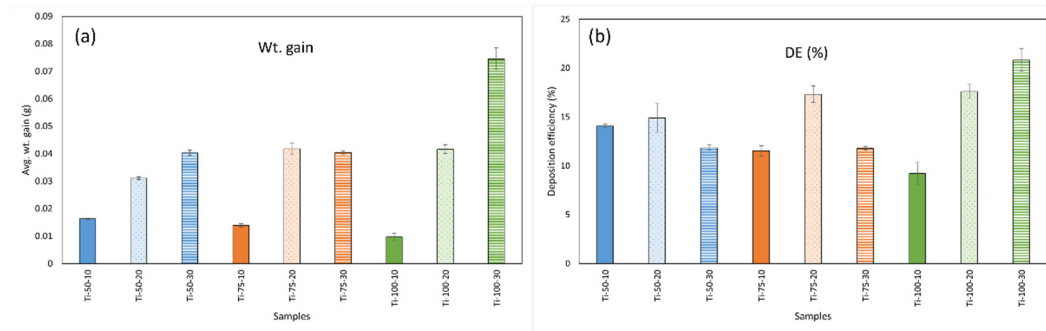 (a)
Wt. gain
Avg. wt. gain (g)
0.09
0.08
0.07
0.06
0.05
0.04
0.03
0.02
0.01
0
Ti-50-10
Ti-50-20
Ti-50-30
Ti-75-10
Ti-75-20
Ti-75-30
Ti-100-10
Ti-100-20
Ti-100-30
Samples
(b)
DE (%)
Deposition efficiency (%)
25
20
15
10
5
0
Ti-50-10
Ti-50-20
Ti-50-30
Ti-75-10
Ti-75-20
Ti-75-30
Ti-100-10
Ti-100-20
Ti-100-30
Samples